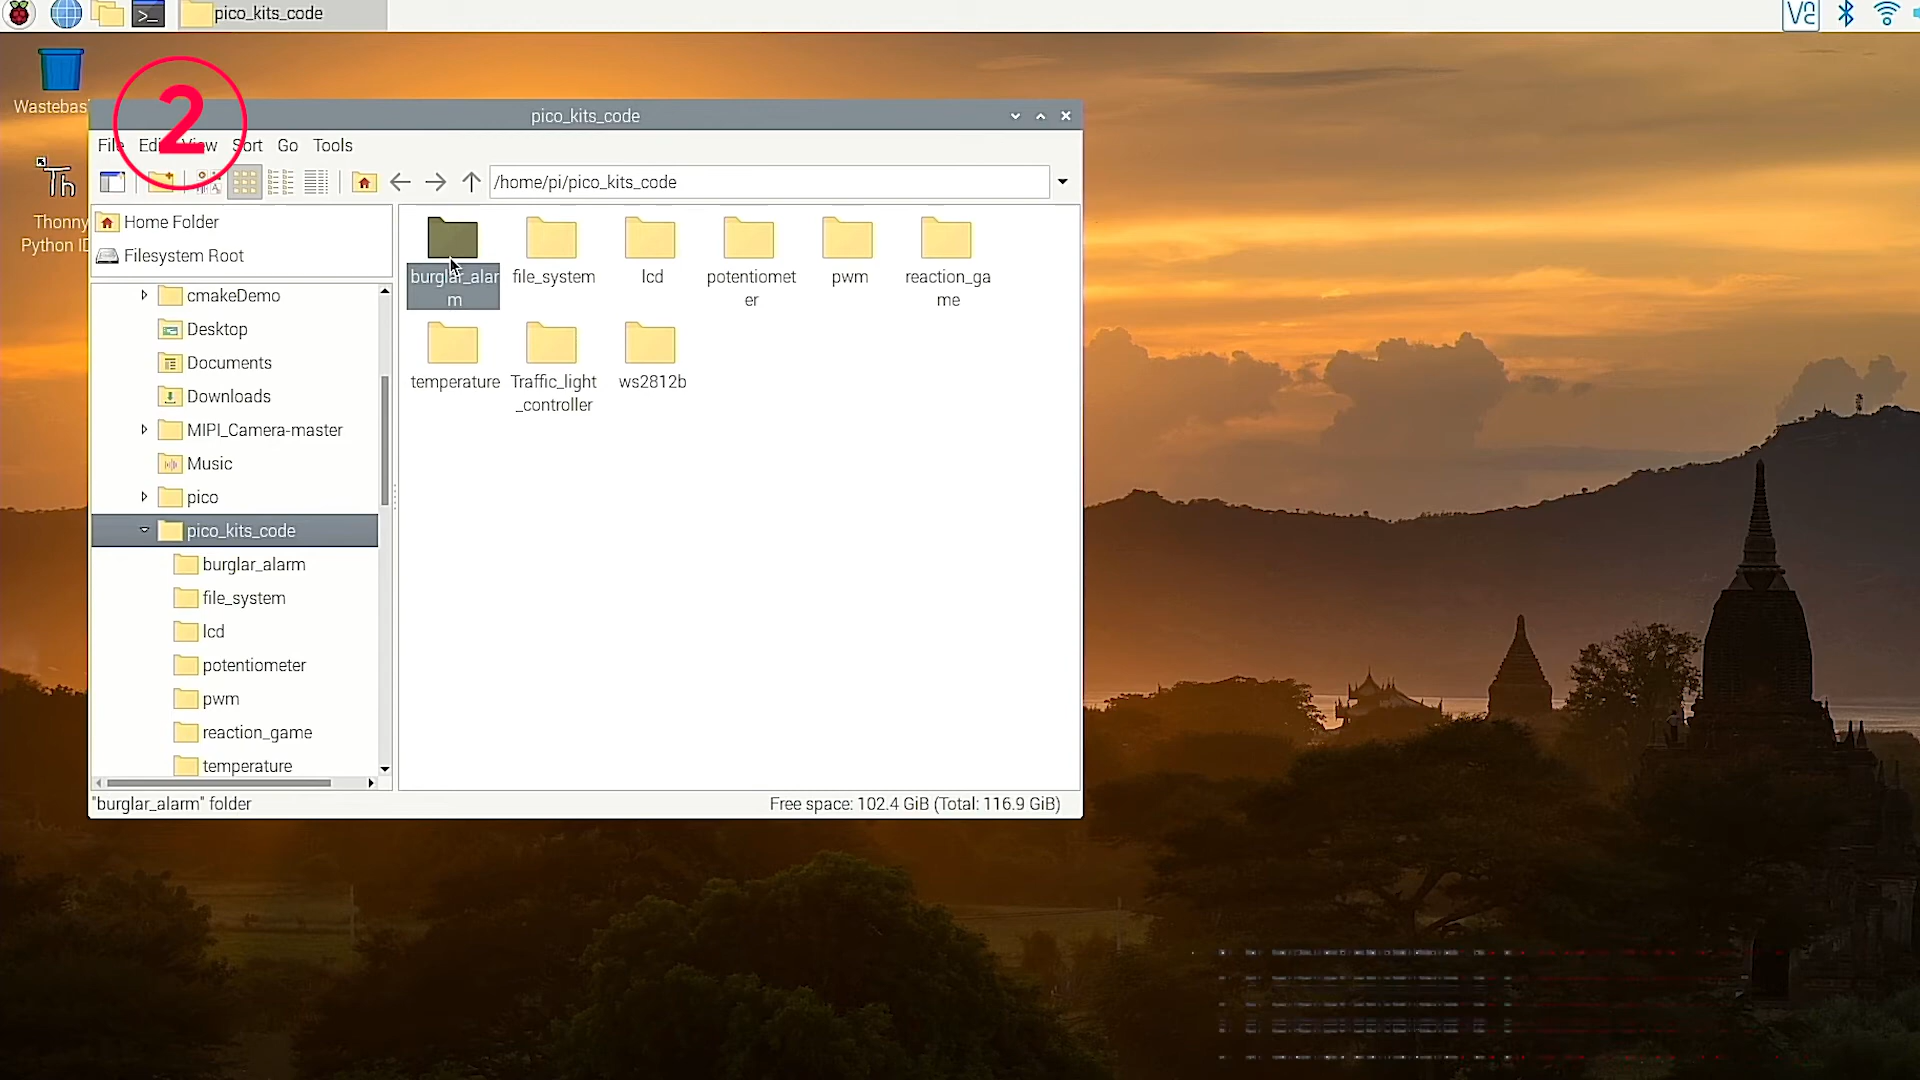 pico_kits_code
V2
Wastebas
2
pico_kits_code
File Edit View Sort Go Tools
/home/pi/pico_kits_code
Th
Thonny
Python ID
Home Folder
Filesystem Root
cmakeDemo
Desktop
Documents
Downloads
MIPI_Camera-master
Music
pico
pico_kits_code
burglar_alarm
file_system
lcd
potentiometer
pwm
reaction_game
temperature
burglar_alar
m
file_system
lcd
potentiomet
er
pwm
reaction_ga
me
temperature
Traffic_light
_controller
ws2812b
"burglar_alarm" folder
Free space: 102.4 GiB (Total: 116.9 GiB)